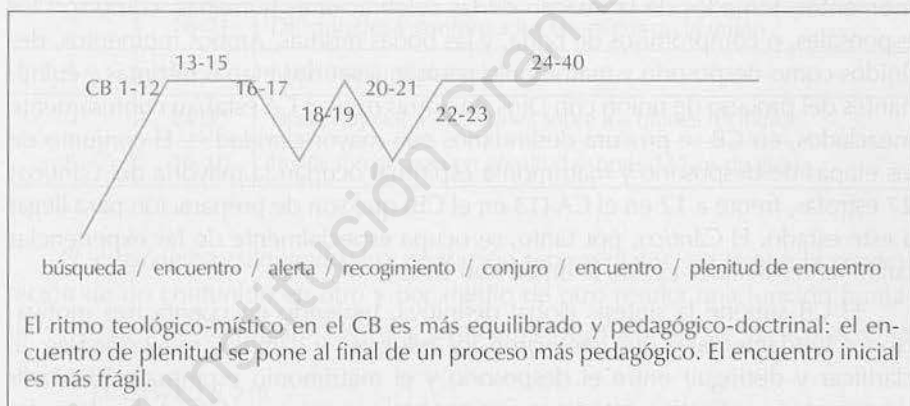 13-15 24-40
CB 1-12 16-17 20-21
18-19 22-23
búsqueda / encuentro / alerta / recogimiento / conjuro / encuentro / plenitud de encuentro
El ritmo teológico-místico en el CB es más equilibrado y pedagógico-doctrinal: el en-
cuentro de plenitud se pone al final de un proceso más pedagógico. El encuentro inicial
es más frágil.
Institución Gran